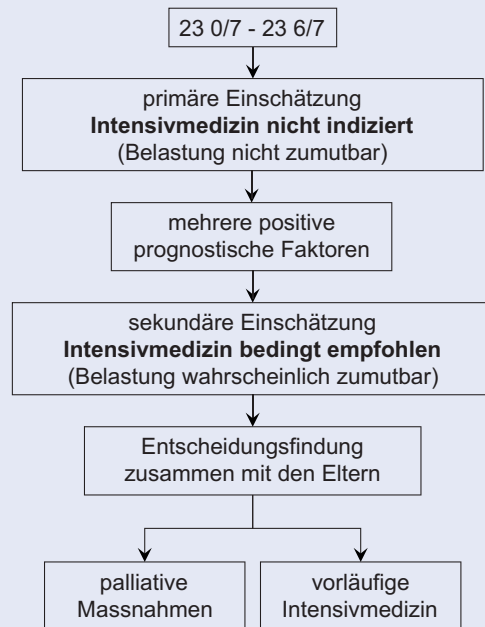 23 0/7 - 23 6/7
primäre Einschätzung
Intensivmedizin nicht indiziert
(Belastung nicht zumutbar)
mehrere positive
prognostische Faktoren
sekundäre Einschätzung
Intensivmedizin bedingt empfohlen
(Belastung wahrscheinlich zumutbar)
Entscheidungsfindung
zusammen mit den Eltern
palliative
Massnahmen
vorläufige
Intensivmedizin